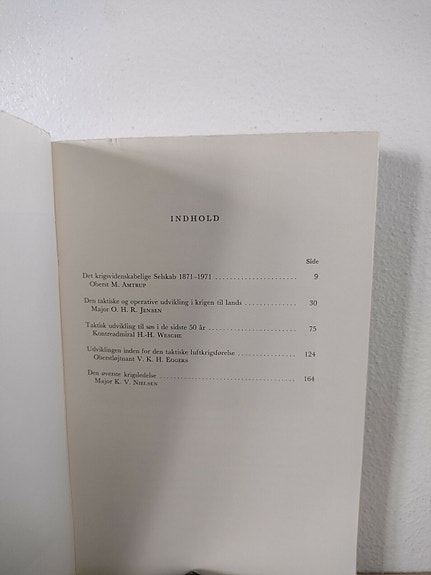 INDHOLD
Side
Det krigsvidenskabelige Selskab 1871–1971 ....................... 9
Oberst M. Amtrup
Den taktiske og operative udvikling i krigen til lands ............... 30
Major O. H. R. Jensen
Taktisk udvikling til søs i de sidste 50 år .......................... 75
Kontreadmiral H.-H. Wesche
Udviklingen inden for den taktiske luftkrigsførelse ................. 124
Oberstløjtnant V. K. H. Eggers
Den øverste krigsledelse ....................................... 164
Major K. V. Nielsen